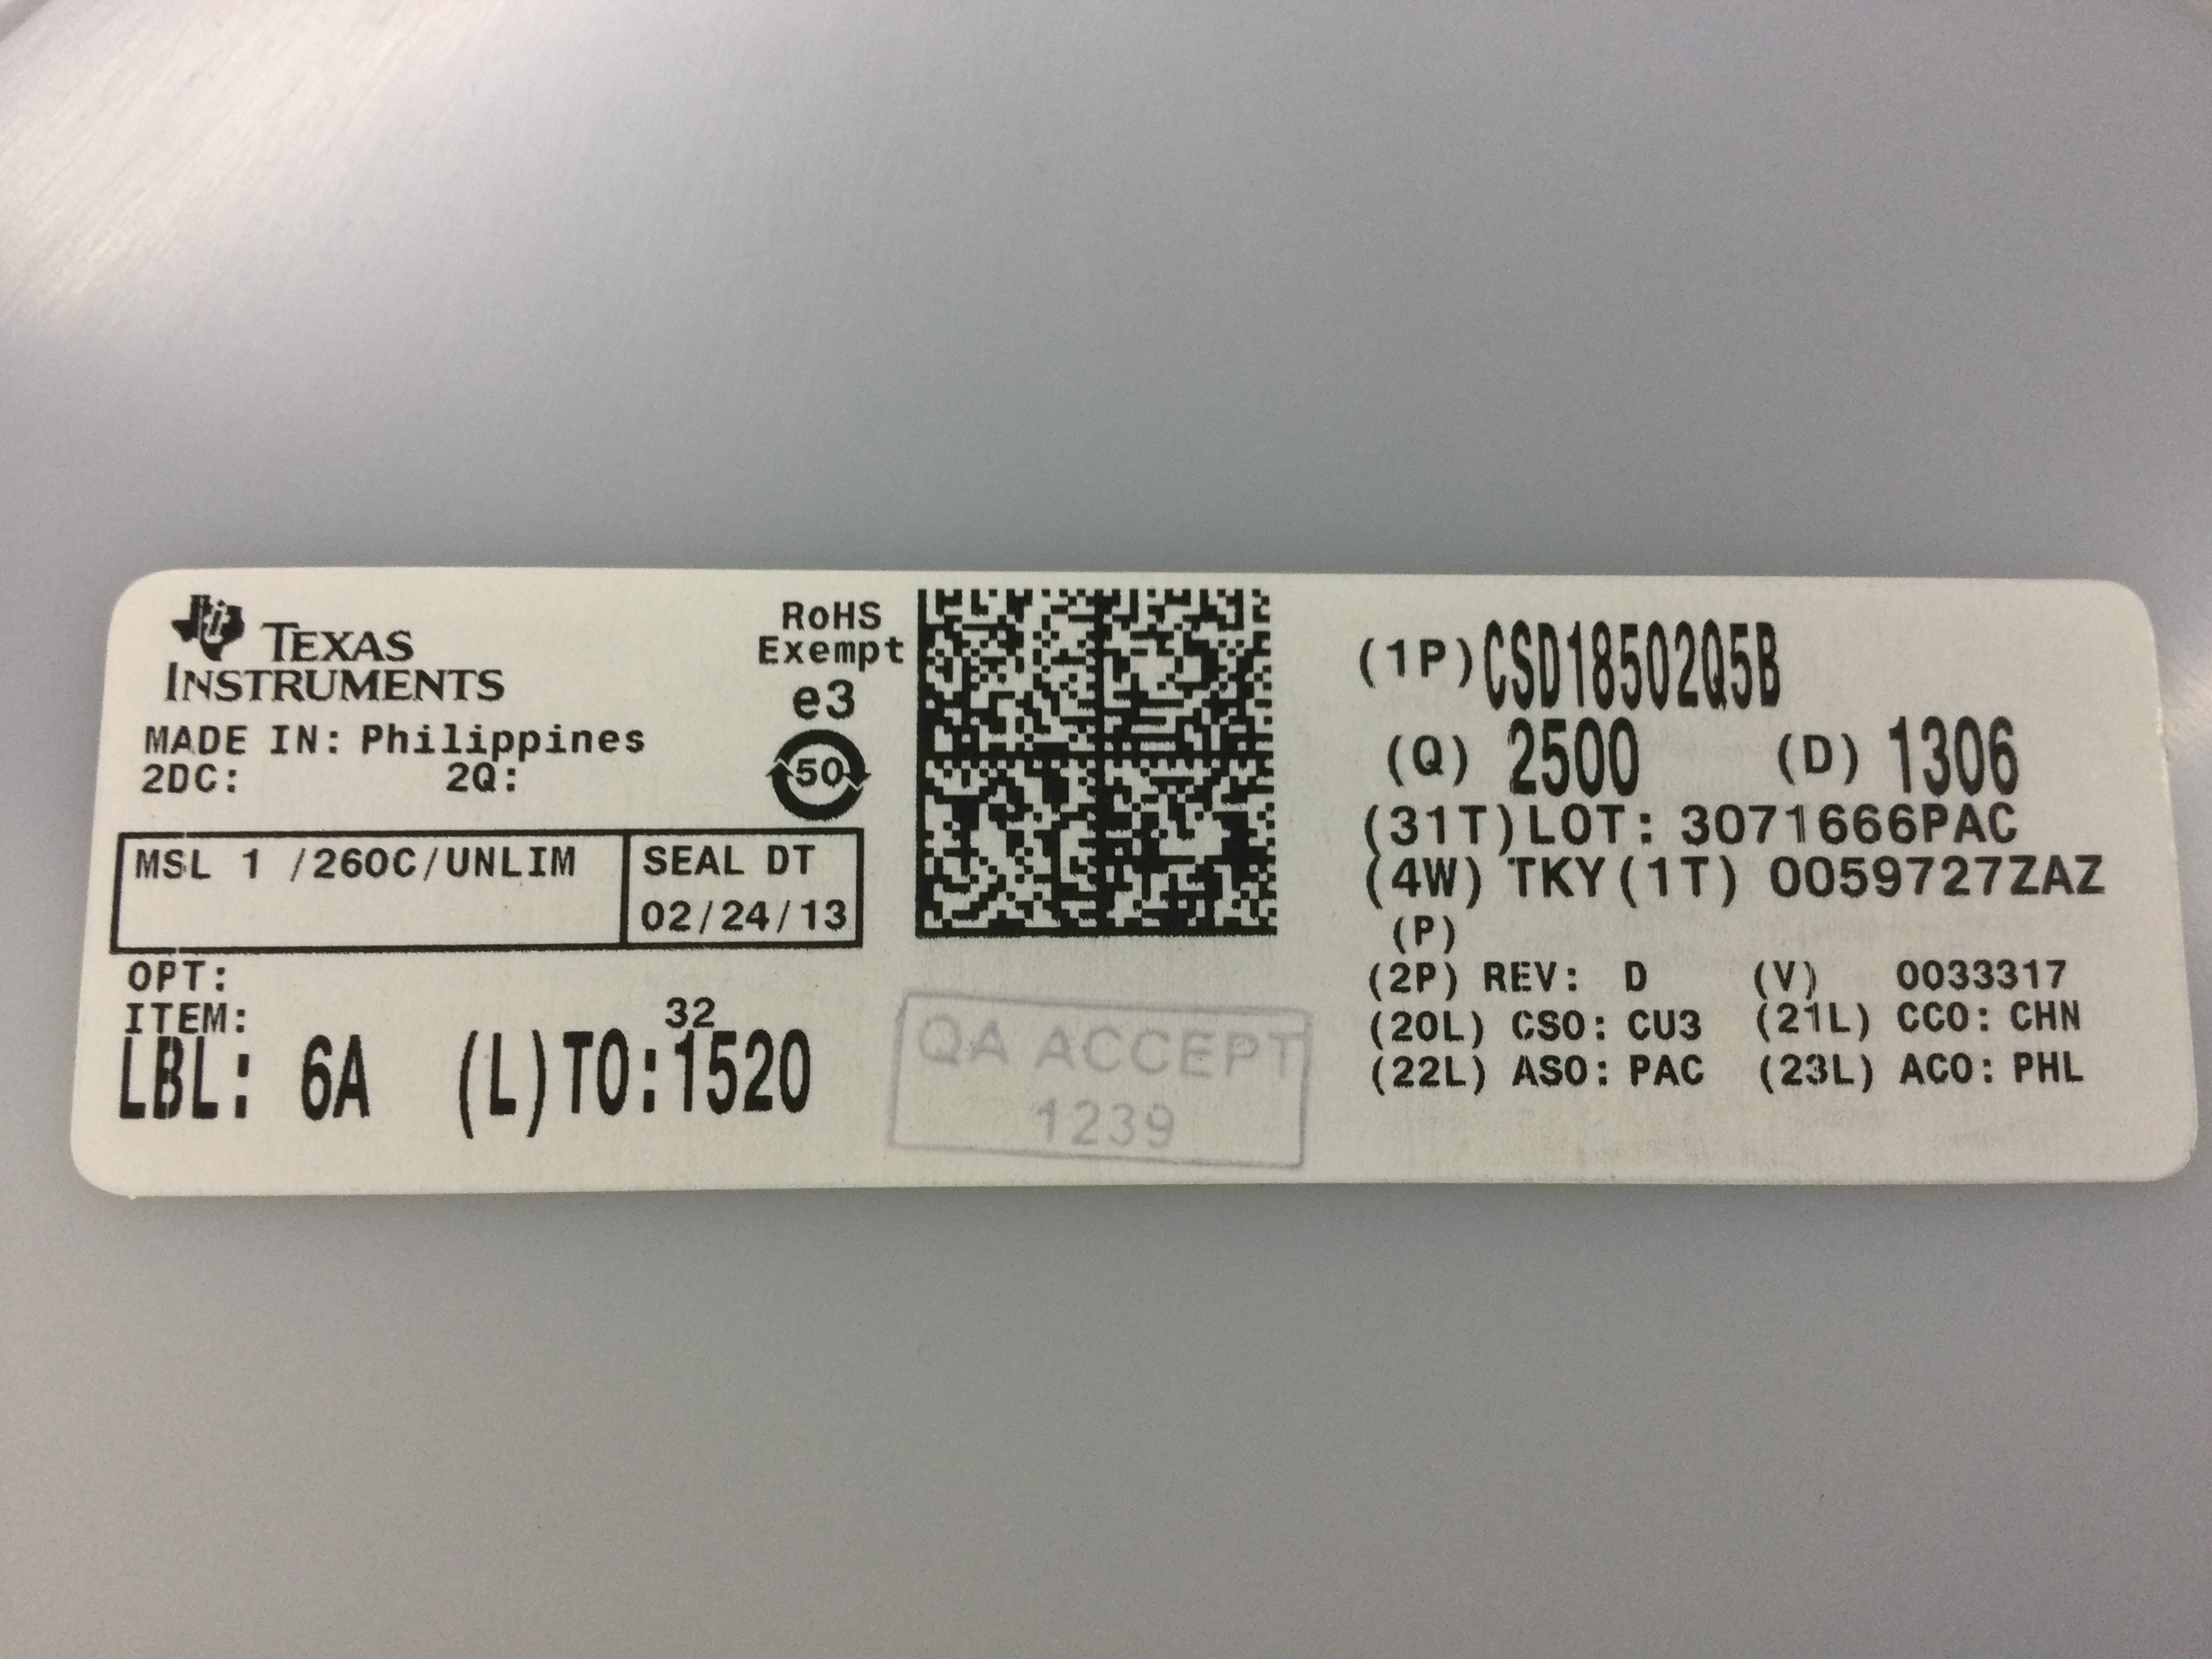 TEXAS
INSTRUMENTS
MADE IN: Philippines
2DC: 2Q:
RoHS
Exempt
e3
50
MSL 1 /260C/UNLIM
SEAL DT
02/24/13
OPT:
ITEM:
32
LBL: 6A (L)TO:1520
QA ACCEPT
1239
(1P)CSD18502Q5B
(Q) 2500 (D) 1306
(31T)LOT: 3071666PAC
(4W) TKY(1T) 0059727ZAZ
(P)
(2P) REV: D (V) 0033317
(20L) CSO: CU3 (21L) CCO: CHN
(22L) ASO: PAC (23L) ACO: PHL